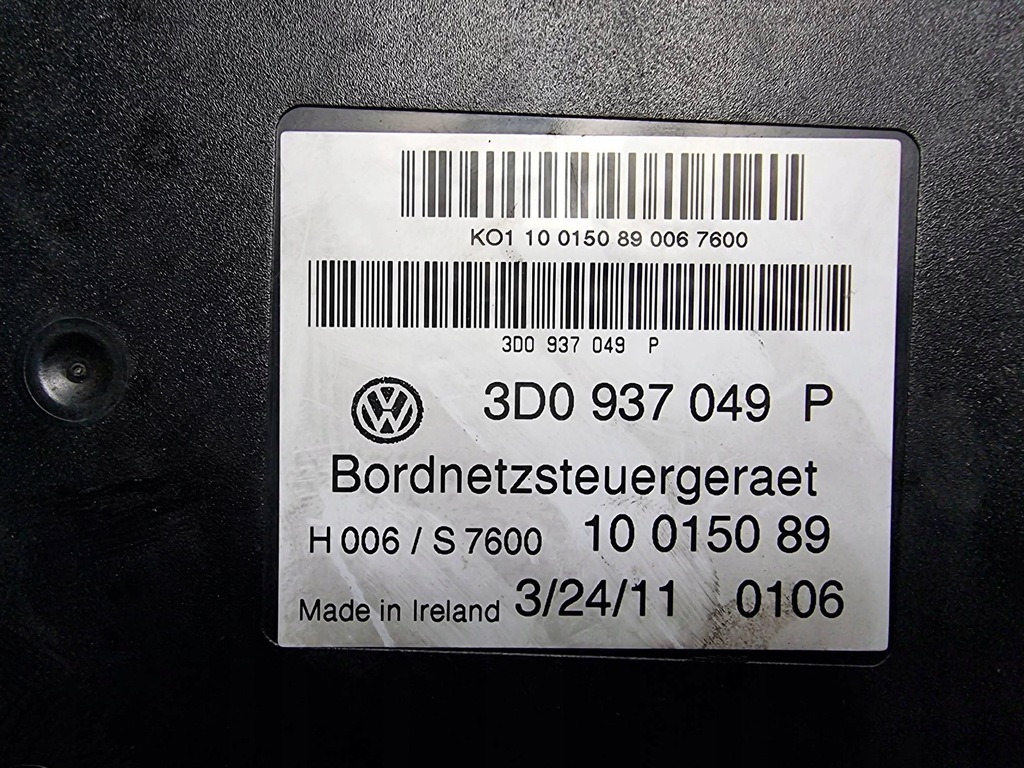 KO1 10 0150 89 006 7600
3D0 937 049 P
3D0 937 049 P
Bordnetzsteuergeraet
H 006 / S 7600 10 0150 89
Made in Ireland 3/24/11 0106